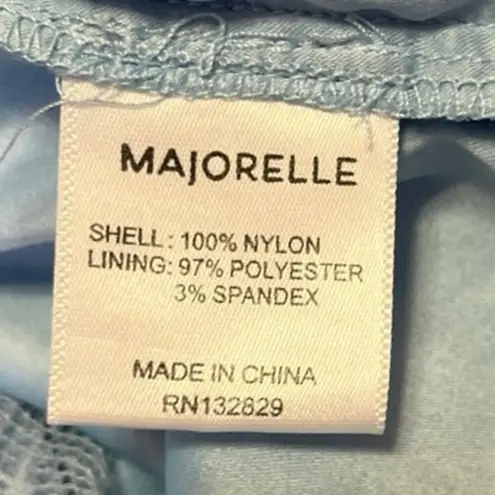 MAJORELLE
SHELL: 100% NYLON
LINING: 97% POLYESTER
3% SPANDEX
MADE IN CHINA
RN132829